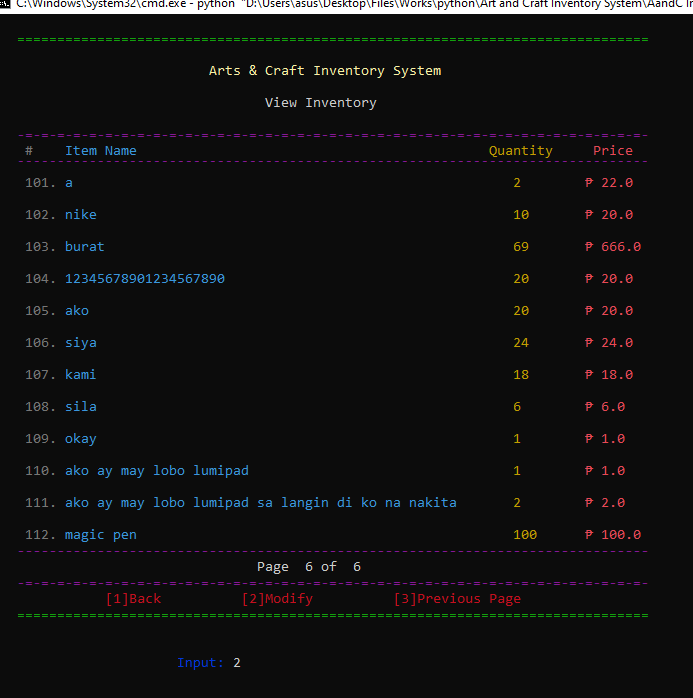 C:\Windows\System32\cmd.exe - python "D:\Users\asus\Desktop\Files\Works\python\Art and Craft Inventory System\AandC In
Arts & Craft Inventory System
View Inventory
# Item Name Quantity Price
101. a 2 ₱ 22.0
102. nike 10 ₱ 20.0
103. burat 69 ₱ 666.0
104. 12345678901234567890 20 ₱ 20.0
105. ako 20 ₱ 20.0
106. siya 24 ₱ 24.0
107. kami 18 ₱ 18.0
108. sila 6 ₱ 6.0
109. okay 1 ₱ 1.0
110. ako ay may lobo lumipad 1 ₱ 1.0
111. ako ay may lobo lumipad sa langin di ko na nakita 2 ₱ 2.0
112. magic pen 100 ₱ 100.0
Page 6 of 6
[1]Back [2]Modify [3]Previous Page
Input: 2